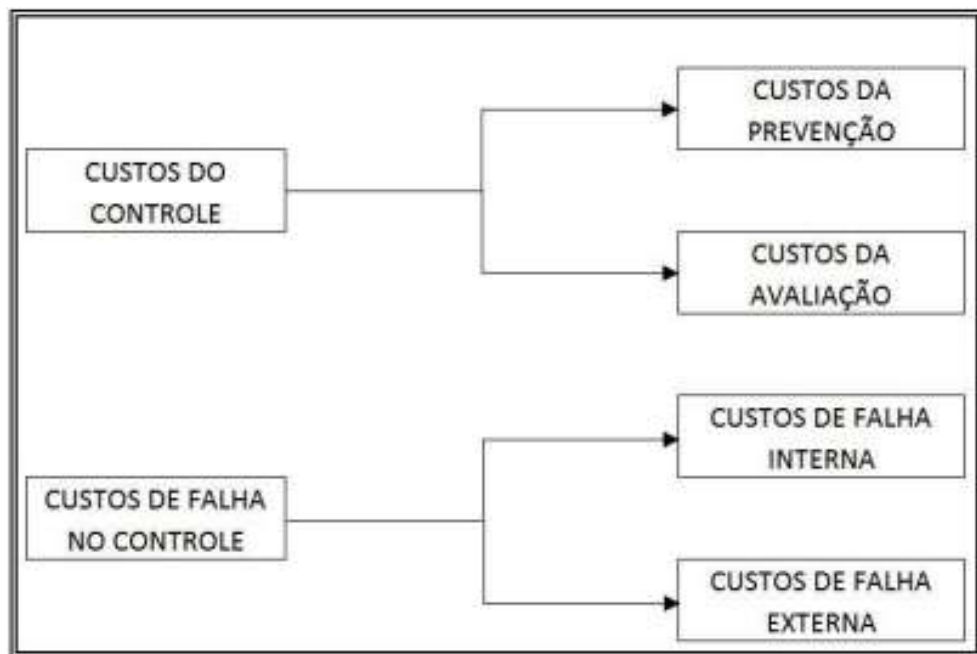 CUSTOS DO
CONTROLE
CUSTOS DA
PREVENÇÃO
CUSTOS DA
AVALIAÇÃO
CUSTOS DE FALHA
NO CONTROLE
CUSTOS DE FALHA
INTERNA
CUSTOS DE FALHA
EXTERNA